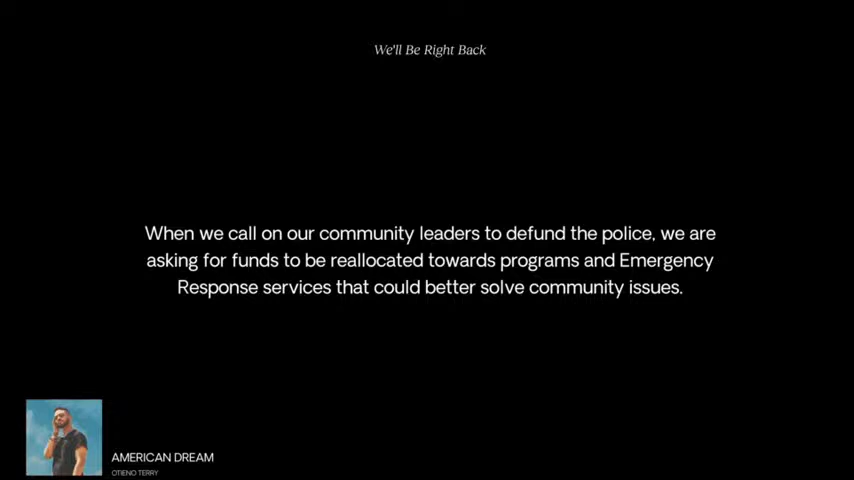 We'll Be Right Back
When we call on our community leaders to defund the police, we are
asking for funds to be reallocated towards programs and Emergency
Response services that could better solve community issues.
AMERICAN DREAM
OTIENO TERRY